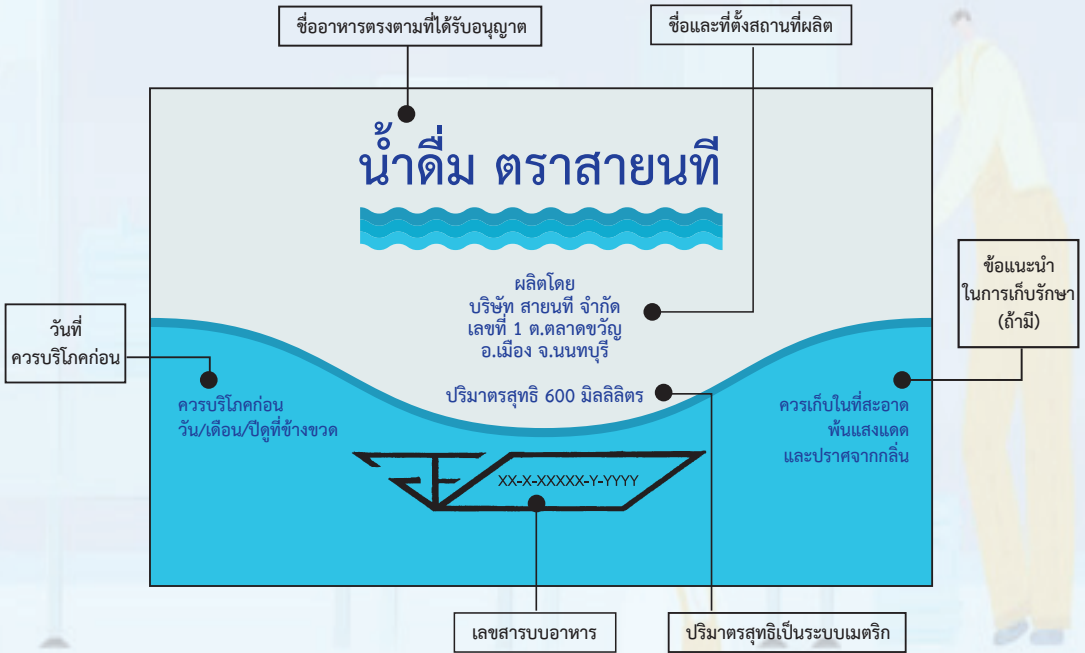 ชื่ออาหารตรงตามที่ได้รับอนุญาต
ชื่อและที่ตั้งสถานที่ผลิต
น้ำดื่ม ตราสายนที
ผลิตโดย
บริษัท สายนที จำกัด
เลขที่ 1 ต.ตลาดขวัญ
อ.เมือง จ.นนทบุรี
ข้อแนะนำ
ในการเก็บรักษา
(ถ้ามี)
วันที่
ควรบริโภคก่อน
ปริมาตรสุทธิ 600 มิลลิลิตร
ควรบริโภคก่อน
วัน/เดือน/ปีดูที่ข้างขวด
ควรเก็บในที่สะอาด
พ้นแสงแดด
และปราศจากกลิ่น
อย
XX-X-XXXXX-Y-YYYY
เลขสารบบอาหาร
ปริมาตรสุทธิเป็นระบบเมตริก